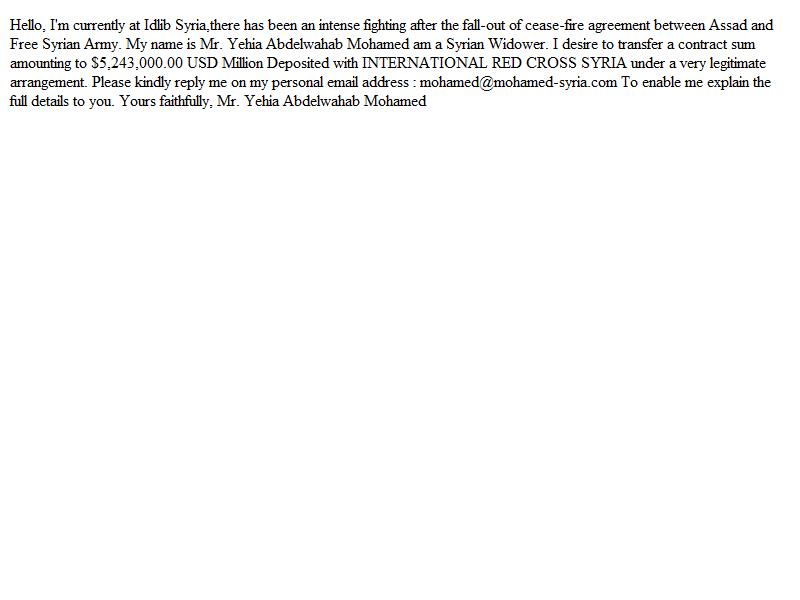 Hello, I'm currently at Idlib Syria,there has been an intense fighting after the fall-out of cease-fire agreement between Assad and
Free Syrian Army. My name is Mr. Yehia Abdelwahab Mohamed am a Syrian Widower. I desire to transfer a contract sum
amounting to $5,243,000.00 USD Million Deposited with INTERNATIONAL RED CROSS SYRIA under a very legitimate
arrangement. Please kindly reply me on my personal email address : mohamed@mohamed-syria.com To enable me explain the
full details to you. Yours faithfully, Mr. Yehia Abdelwahab Mohamed